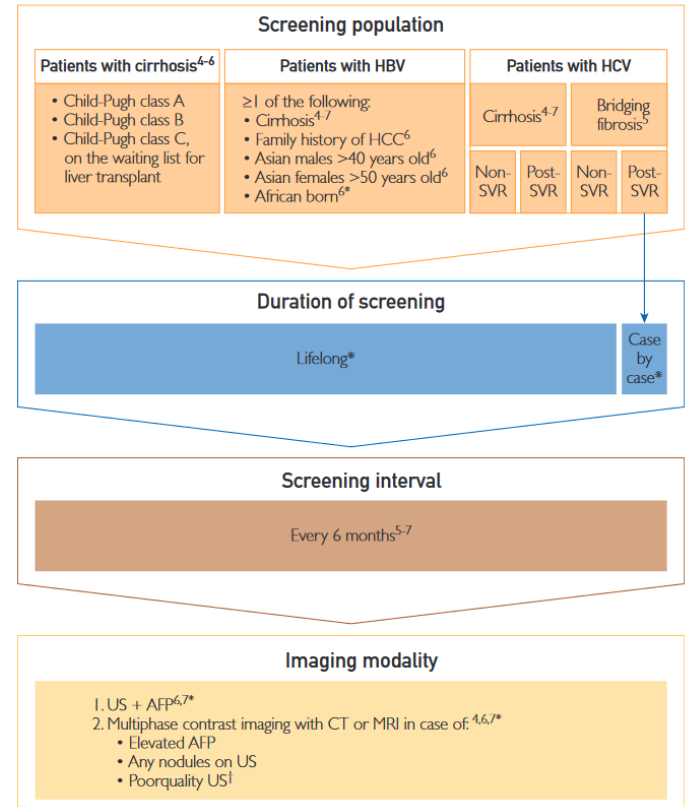 Screening population
Patients with cirrhosis⁴⁻⁶
• Child-Pugh class A
• Child-Pugh class B
• Child-Pugh class C,
on the waiting list for
liver transplant
Patients with HBV
≥1 of the following:
• Cirrhosis⁴⁻⁷
• Family history of HCC⁶
• Asian males >40 years old⁶
• Asian females >50 years old⁶
• African born⁶*
Patients with HCV
Cirrhosis⁴⁻⁷
Bridging
fibrosis⁵
Non-
SVR
Post-
SVR
Non-
SVR
Post-
SVR
Duration of screening
Lifelong*
Case
by
case*
Screening interval
Every 6 months⁵⁻⁷
Imaging modality
1. US + AFP⁶,⁷*
2. Multiphase contrast imaging with CT or MRI in case of: ⁴,⁶,⁷*
• Elevated AFP
• Any nodules on US
• Poorquality US†